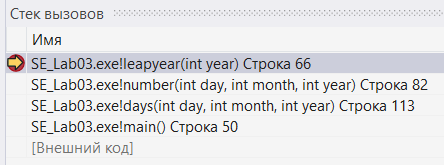 Стек вызовов
Имя
SE_Lab03.exe!leapyear(int year) Строка 66
SE_Lab03.exe!number(int day, int month, int year) Строка 82
SE_Lab03.exe!days(int day, int month, int year) Строка 113
SE_Lab03.exe!main() Строка 50
[Внешний код]